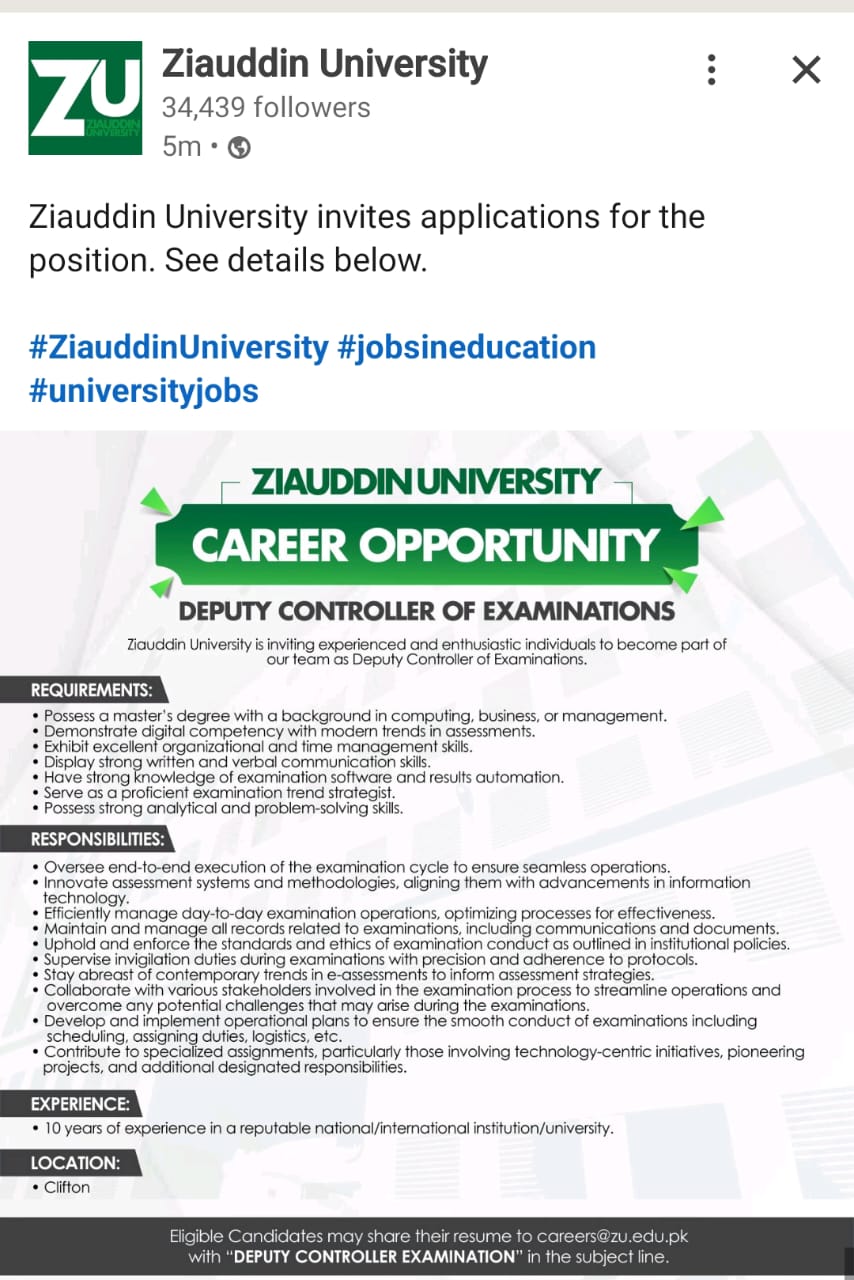 ZU
ZIAUDDIN
UNIVERSITY
Ziauddin University
34,439 followers
5m •
Ziauddin University invites applications for the
position. See details below.
#ZiauddinUniversity #jobsineducation
#universityjobs
ZIAUDDIN UNIVERSITY
CAREER OPPORTUNITY
DEPUTY CONTROLLER OF EXAMINATIONS
Ziauddin University is inviting experienced and enthusiastic individuals to become part of
our team as Deputy Controller of Examinations.
REQUIREMENTS:
• Possess a master's degree with a background in computing, business, or management.
• Demonstrate digital competency with modern trends in assessments.
• Exhibit excellent organizational and time management skills.
• Display strong written and verbal communication skills.
• Have strong knowledge of examination software and results automation.
• Serve as a proficient examination trend strategist.
• Possess strong analytical and problem-solving skills.
RESPONSIBILITIES:
• Oversee end-to-end execution of the examination cycle to ensure seamless operations.
• Innovate assessment systems and methodologies, aligning them with advancements in information
technology.
• Efficiently manage day-to-day examination operations, optimizing processes for effectiveness.
• Maintain and manage all records related to examinations, including communications and documents.
• Uphold and enforce the standards and ethics of examination conduct as outlined in institutional policies.
• Supervise invigilation duties during examinations with precision and adherence to protocols.
• Stay abreast of contemporary trends in e-assessments to inform assessment strategies.
• Collaborate with various stakeholders involved in the examination process to streamline operations and
overcome any potential challenges that may arise during the examinations.
• Develop and implement operational plans to ensure the smooth conduct of examinations including
scheduling, assigning duties, logistics, etc.
• Contribute to specialized assignments, particularly those involving technology-centric initiatives, pioneering
projects, and additional designated responsibilities.
EXPERIENCE:
• 10 years of experience in a reputable national/international institution/university.
LOCATION:
• Clifton
Eligible Candidates may share their resume to careers@zu.edu.pk
with “DEPUTY CONTROLLER EXAMINATION” in the subject line.